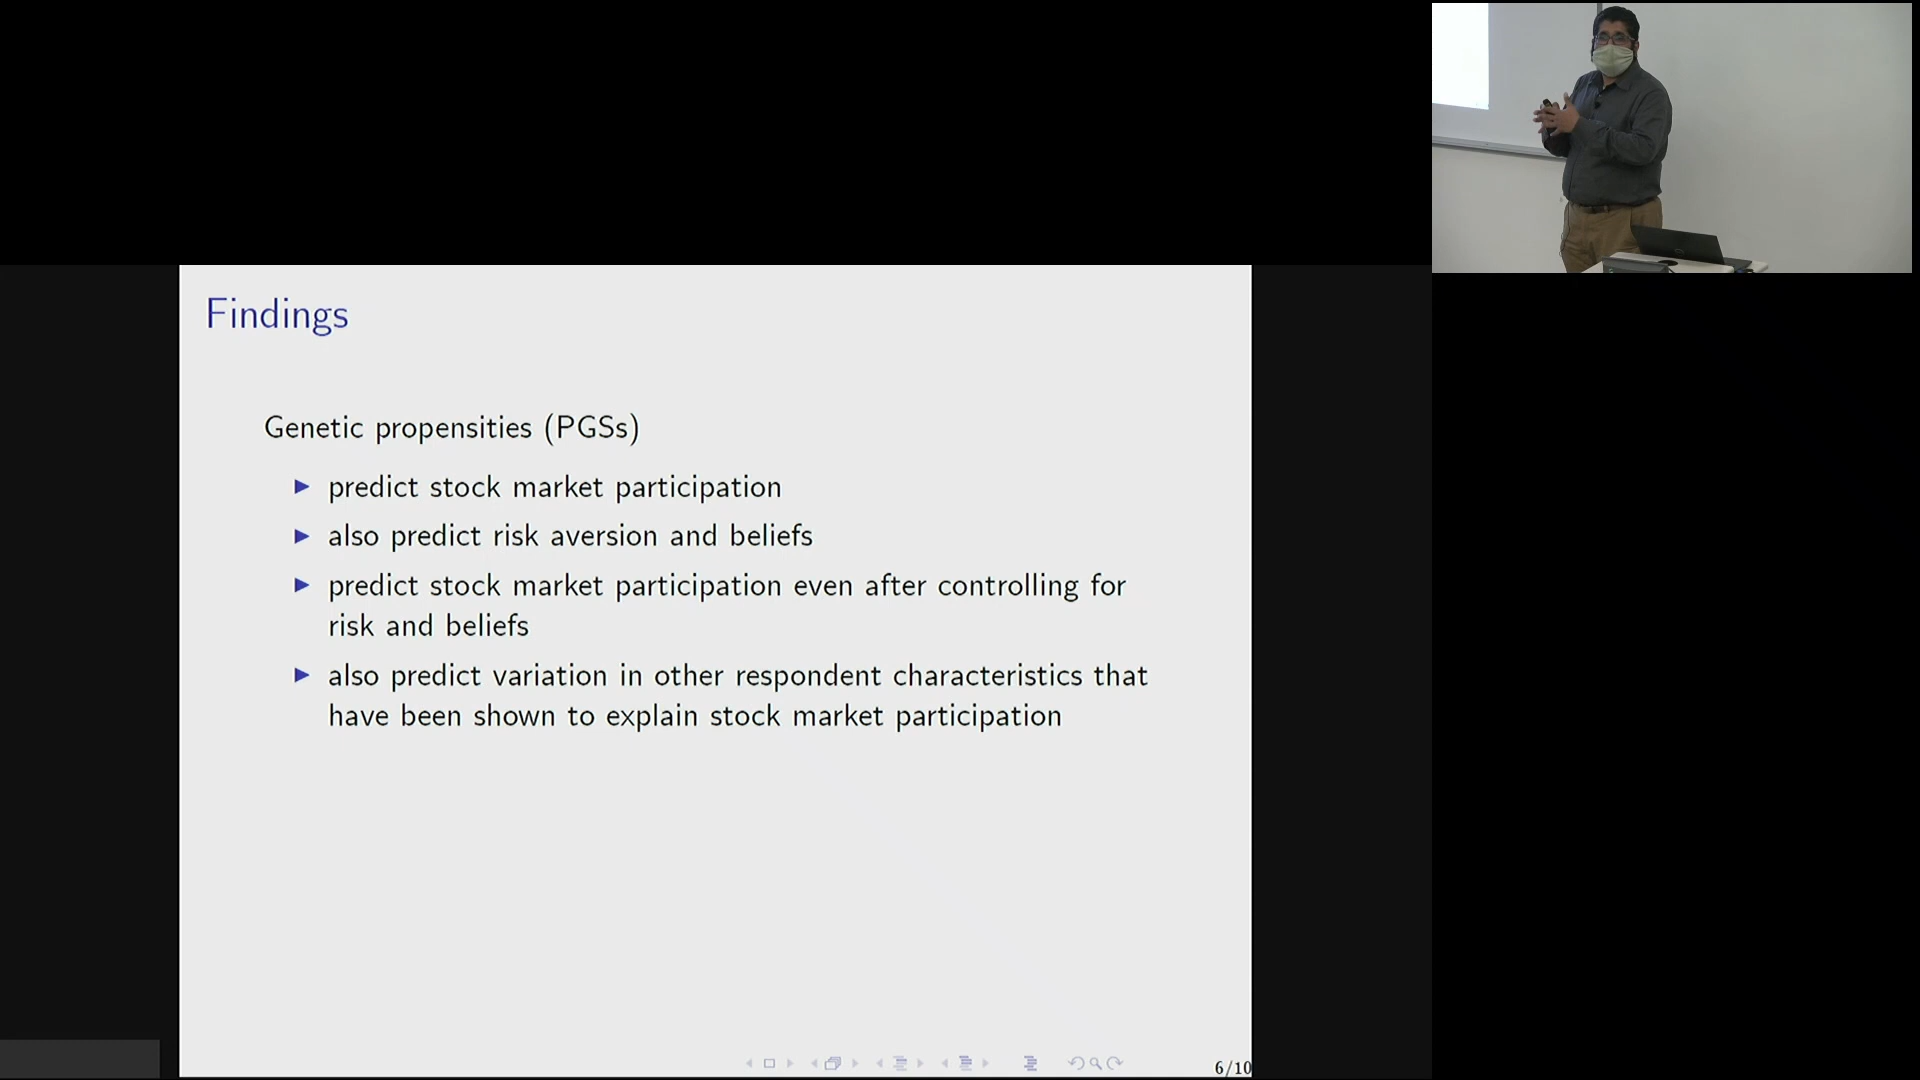 Findings
Genetic propensities (PGSs)
predict stock market participation
also predict risk aversion and beliefs
predict stock market participation even after controlling for
risk and beliefs
also predict variation in other respondent characteristics that
have been shown to explain stock market participation
6/10